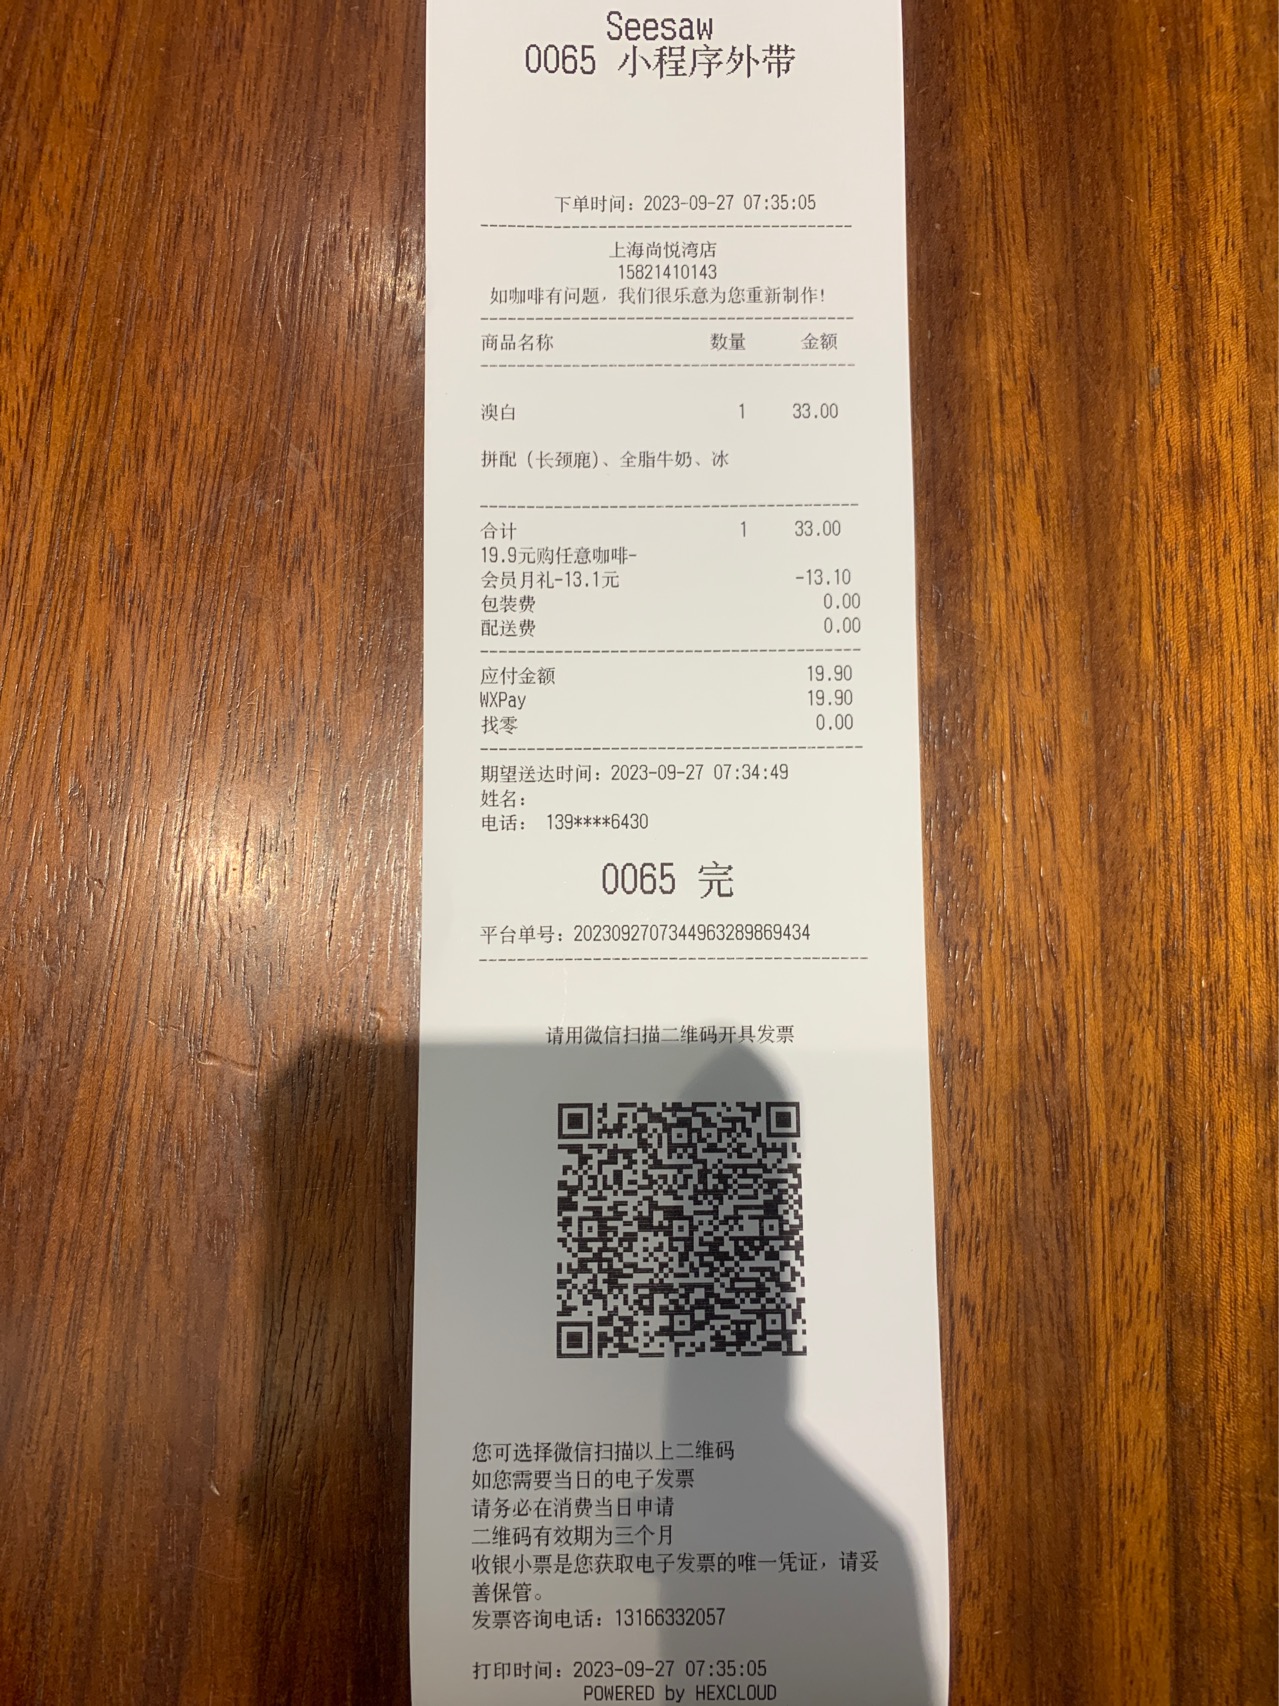 Seesaw
0065 小程序外带
下单时间：2023-09-27 07:35:05
上海尚悦湾店
15821410143
如咖啡有问题，我们很乐意为您重新制作！
商品名称 数量 金额
澳白 1 33.00
拼配（长颈鹿）、全脂牛奶、冰
合计 1 33.00
19.9元购任意咖啡-
会员月礼-13.1元 -13.10
包装费 0.00
配送费 0.00
应付金额 19.90
WXPay 19.90
找零 0.00
期望送达时间：2023-09-27 07:34:49
姓名：
电话： 139****6430
0065 完
平台单号：2023092707344963289869434
请用微信扫描二维码开具发票
您可选择微信扫描以上二维码
如您需要当日的电子发票
请务必在消费当日申请
二维码有效期为三个月
收银小票是您获取电子发票的唯一凭证，请妥
善保管。
发票咨询电话：13166332057
打印时间：2023-09-27 07:35:05
POWERED by HEXCLOUD